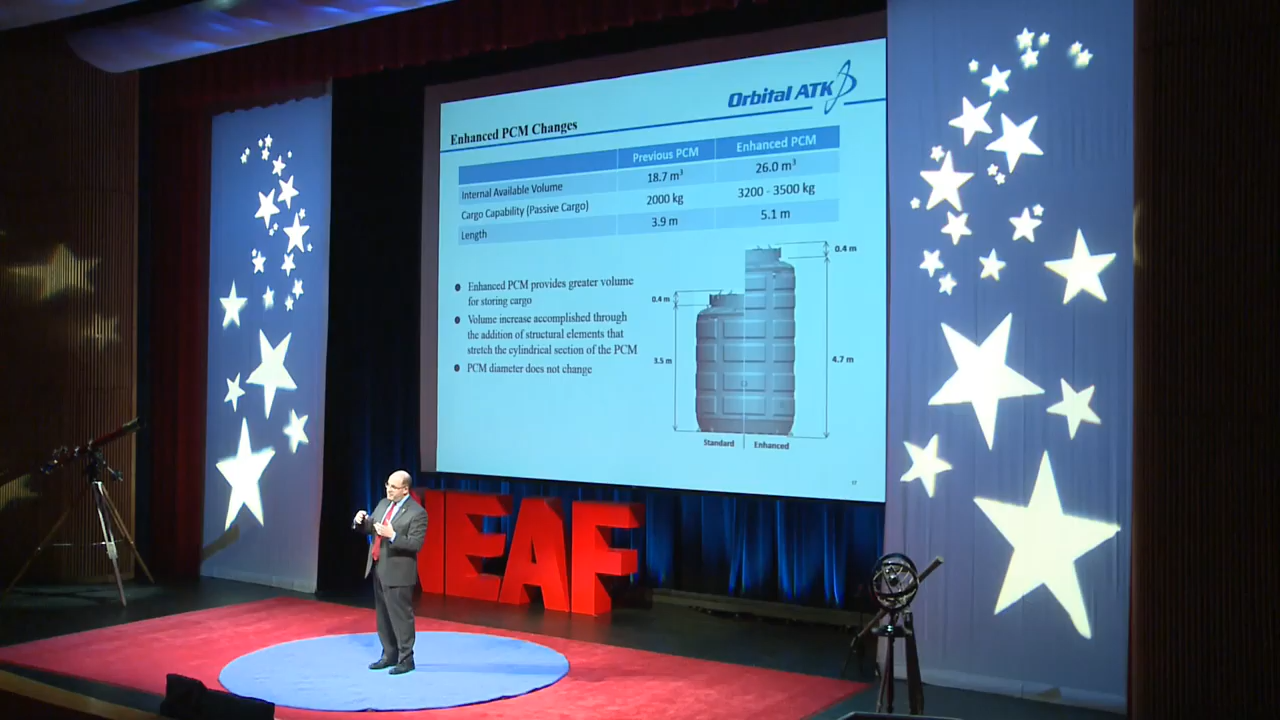 Orbital ATK
Enhanced PCM Changes
Previous PCM Enhanced PCM
Internal Available Volume 18.7 m³ 26.0 m³
Cargo Capability (Passive Cargo) 2000 kg 3200 - 3500 kg
Length 3.9 m 5.1 m
● Enhanced PCM provides greater volume
for storing cargo
● Volume increase accomplished through
the addition of structural elements that
stretch the cylindrical section of the PCM
● PCM diameter does not change
0.4 m
0.4 m
3.5 m
4.7 m
Standard Enhanced
EAF